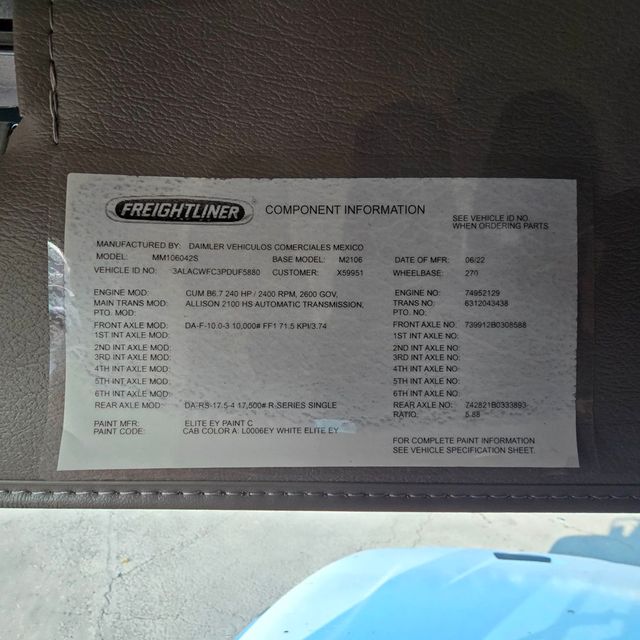 FREIGHTLINER COMPONENT INFORMATION
SEE VEHICLE ID NO.
WHEN ORDERING PARTS
MANUFACTURED BY: DAIMLER VEHICULOS COMERCIALES MEXICO
MODEL: MM106042S BASE MODEL: M2106 DATE OF MFR: 06/22
VEHICLE ID NO: 3ALACWFC3PDUF5880 CUSTOMER: X59951 WHEELBASE: 270
ENGINE MOD: CUM B6.7 240 HP / 2400 RPM, 2600 GOV, ENGINE NO: 74952129
MAIN TRANS MOD: ALLISON 2100 HS AUTOMATIC TRANSMISSION, TRANS NO: 6312043438
PTO. MOD: PTO. NO:
FRONT AXLE MOD: DA-F-10.0-3 10,000# FF1 71.5 KPI/3.74 FRONT AXLE NO: 739912B0308588
1ST INT AXLE MOD: 1ST INT AXLE NO:
2ND INT AXLE MOD: 2ND INT AXLE NO:
3RD INT AXLE MOD: 3RD INT AXLE NO:
4TH INT AXLE MOD: 4TH INT AXLE NO:
5TH INT AXLE MOD: 5TH INT AXLE NO:
6TH INT AXLE MOD: 6TH INT AXLE NO:
REAR AXLE MOD: DA-RS-17.5-4 17,500# R-SERIES SINGLE REAR AXLE NO: 742821B0333893
RATIO: 5.88
PAINT MFR: ELITE EY PAINT C
PAINT CODE: CAB COLOR A: L0006EY WHITE ELITE EY
FOR COMPLETE PAINT INFORMATION
SEE VEHICLE SPECIFICATION SHEET.